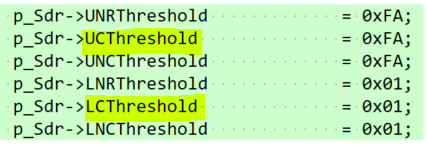 p_Sdr->UNRThreshold = 0xFA;
p_Sdr->UCThreshold = 0xFA;
p_Sdr->UNCThreshold = 0xFA;
p_Sdr->LNRThreshold = 0x01;
p_Sdr->LCThreshold = 0x01;
p_Sdr->LNCThreshold = 0x01;